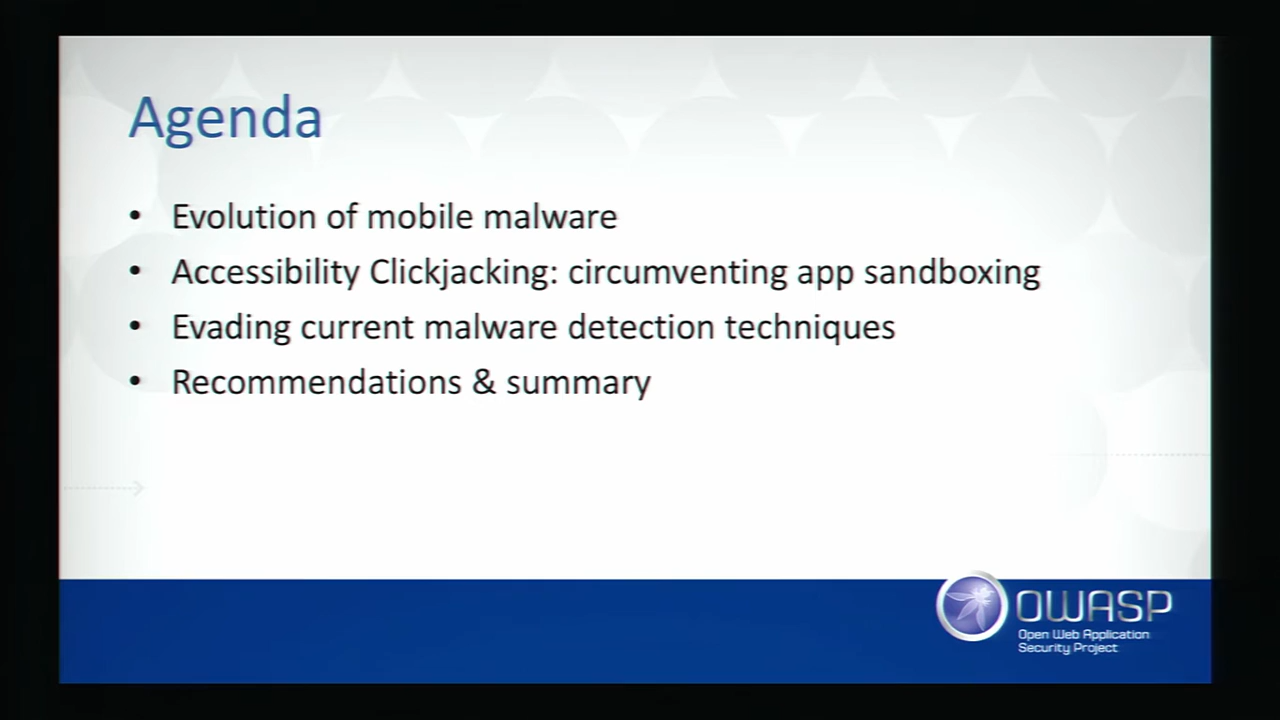 Agenda
• Evolution of mobile malware
• Accessibility Clickjacking: circumventing app sandboxing
• Evading current malware detection techniques
• Recommendations & summary
OWASP
Open Web Application
Security Project